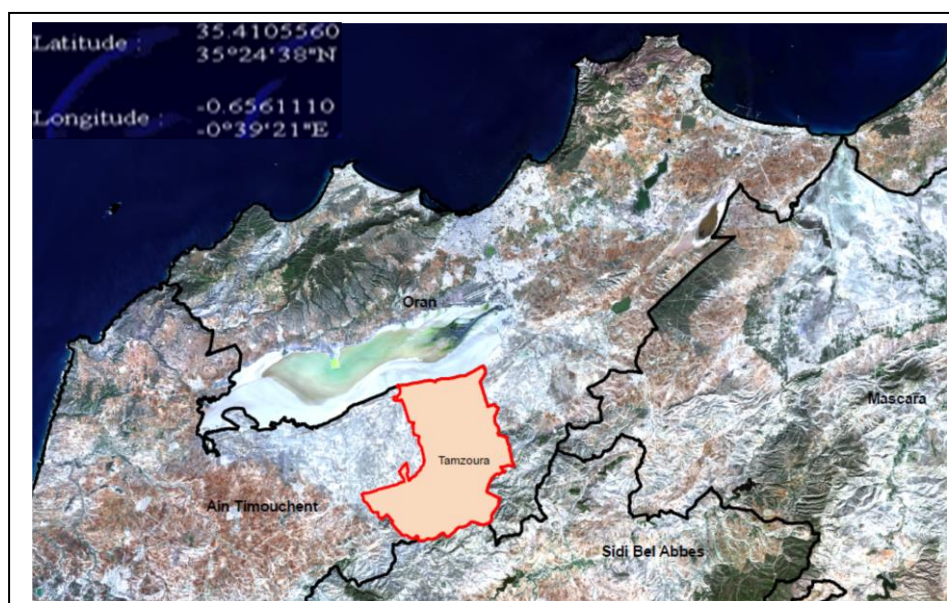 Latitude : 35.4105560
35°24'38"N
Longitude : -0.6561110
-0°39'21"E
Oran
Mascara
Tamzoura
Ain Timouchent
Sidi Bel Abbes